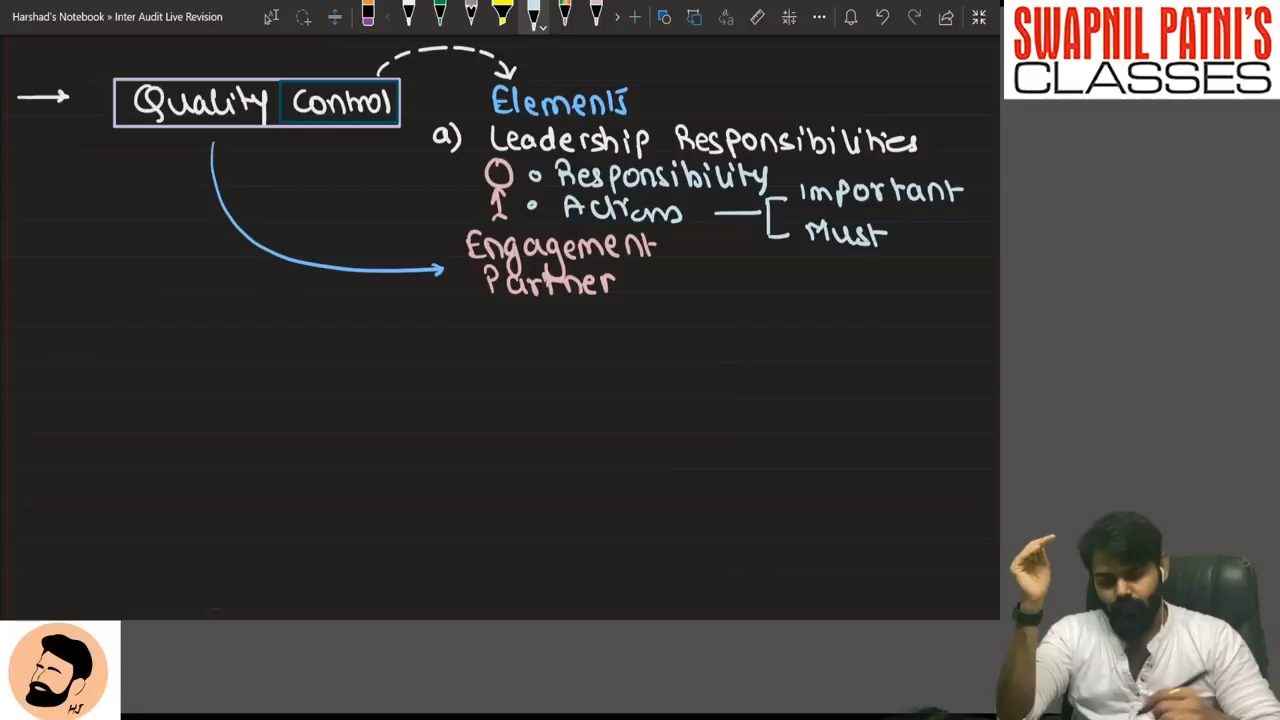 Harshad's Notebook » Inter Audit Live Revision
SWAPNIL PATNI'S
CLASSES
Quality Control
Elements
a) Leadership Responsibilities
Responsibility
Actions
Important
Must
Engagement
Partner
HJ